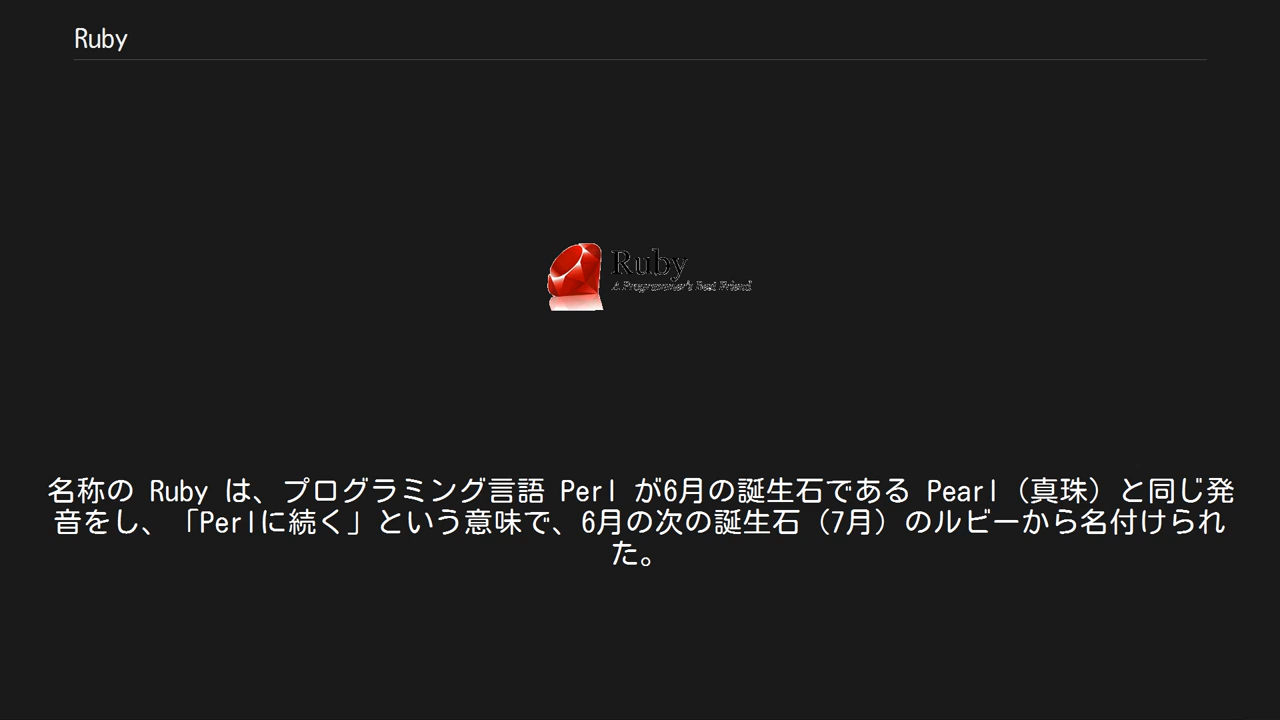 Ruby
Ruby
A Programmer's Best Friend
名称の Ruby は、プログラミング言語 Perl が6月の誕生石である Pearl（真珠）と同じ発
音をし、「Perlに続く」という意味で、6月の次の誕生石（7月）のルビーから名付けられ
た。